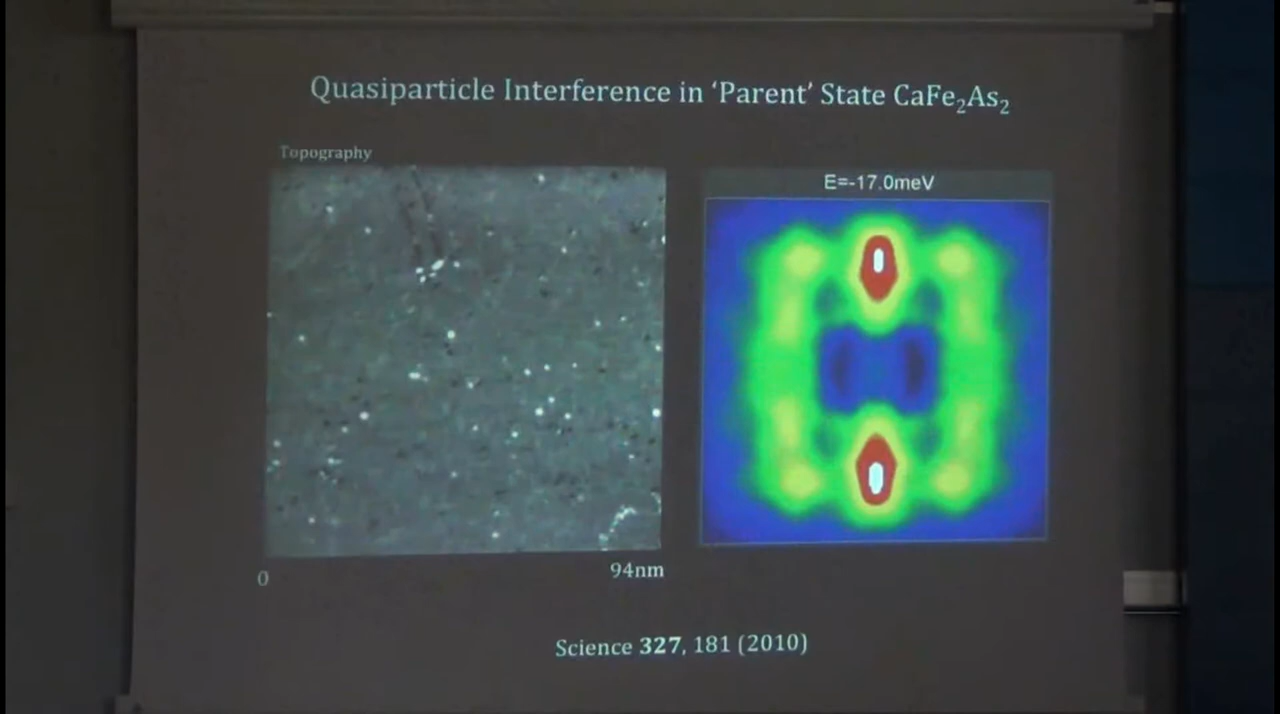 Quasiparticle Interference in ‘Parent’ State CaFe₂As₂
Topography
E=-17.0meV
0
94nm
Science 327, 181 (2010)